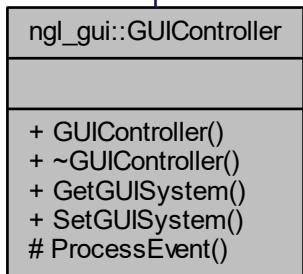 ngl_gui::GUIController
+ GUIController()
+ ~GUIController()
+ GetGUISystem()
+ SetGUISystem()
# ProcessEvent()